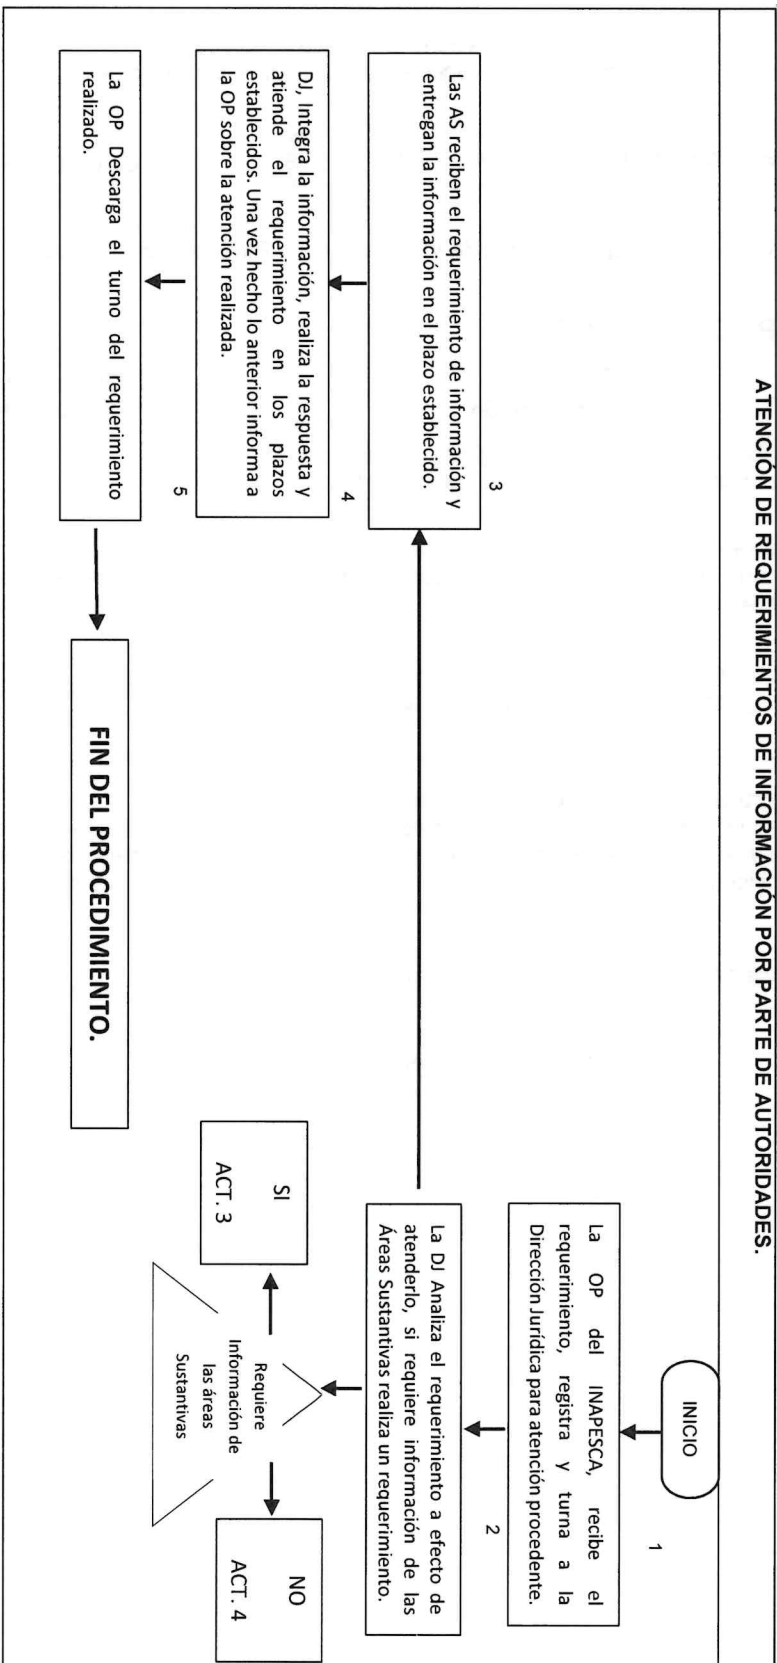 ATENCIÓN DE REQUERIMIENTOS DE INFORMACIÓN POR PARTE DE AUTORIDADES.
INICIO
1
La OP del INAPESCA, recibe el
requerimiento, registra y turna a la
Dirección Jurídica para atención procedente.
2
La DJ Analiza el requerimiento a efecto de
atenderlo, si requiere información de las
Áreas Sustantivas realiza un requerimiento.
Requiere
Información de
las áreas
Sustantivas
SI
ACT. 3
NO
ACT. 4
3
Las AS reciben el requerimiento de información y
entregan la información en el plazo establecido.
4
DJ, Integra la información, realiza la respuesta y
atiende el requerimiento en los plazos
establecidos. Una vez hecho lo anterior informa a
la OP sobre la atención realizada.
5
La OP Descarga el turno del requerimiento
realizado.
FIN DEL PROCEDIMIENTO.